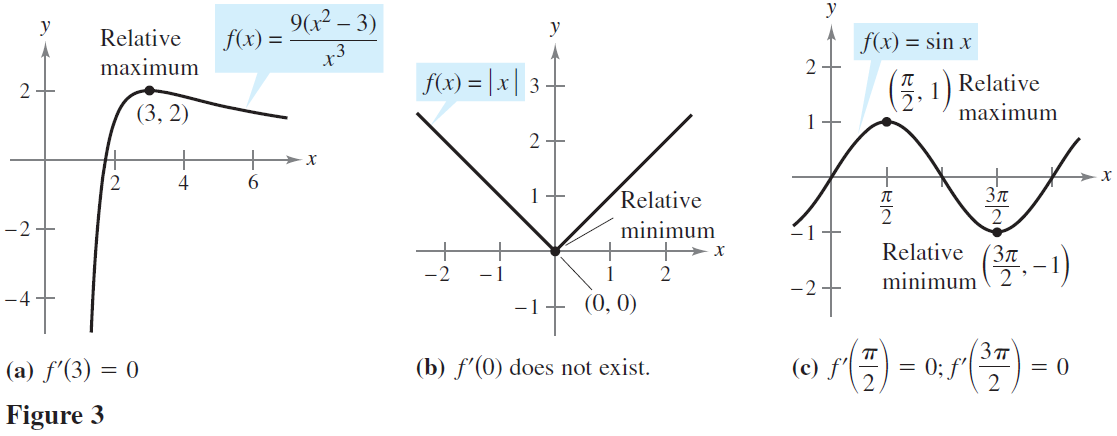 y
Relative
maximum
f(x) = 9(x² – 3) / x³
2
(3, 2)
x
2 4 6
−2
−4
(a) f′(3) = 0
y
f(x) = |x|
3
2
1
Relative
minimum
x
−2 −1 1 2
−1
(0, 0)
(b) f′(0) does not exist.
y
f(x) = sin x
2
(π/2, 1) Relative
maximum
1
x
π/2 3π/2
−1
Relative (3π/2, −1)
minimum
−2
(c) f′(π/2) = 0; f′(3π/2) = 0
Figure 3